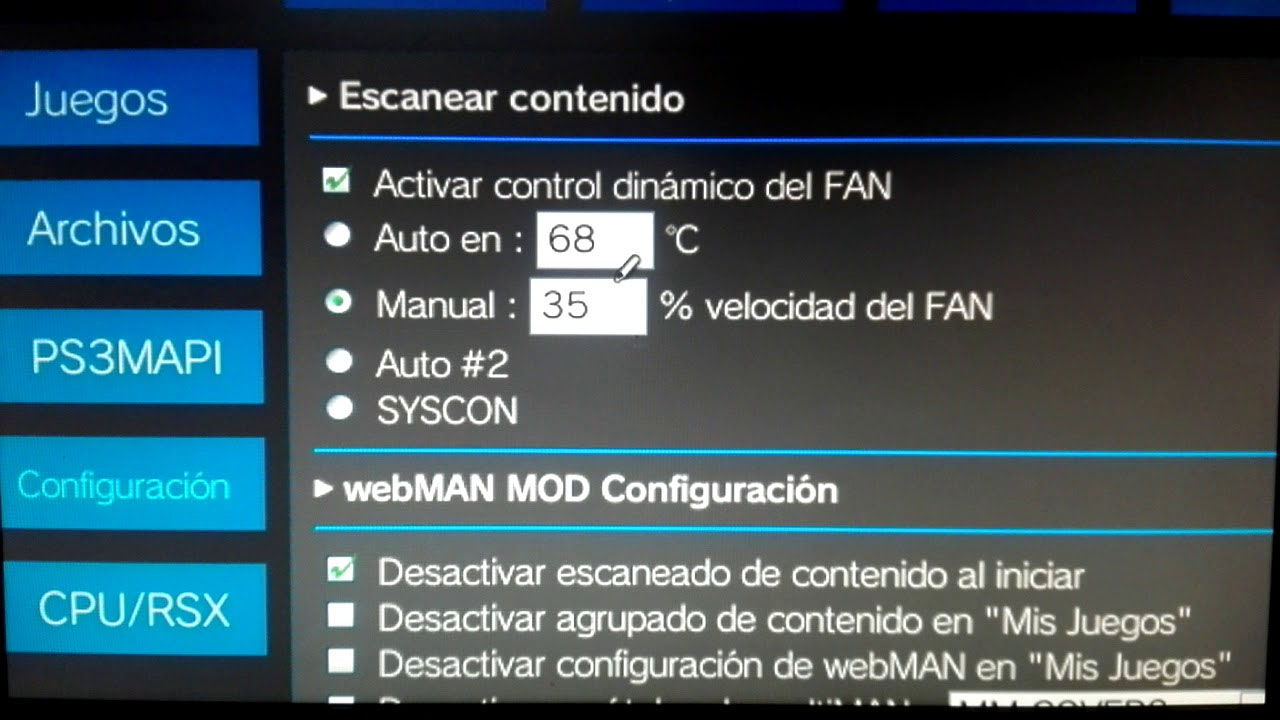 Juegos
Archivos
PS3MAPI
Configuración
CPU/RSX
► Escanear contenido
Activar control dinámico del FAN
Auto en : 68 °C
Manual : 35 % velocidad del FAN
Auto #2
SYSCON
► webMAN MOD Configuración
Desactivar escaneado de contenido al iniciar
Desactivar agrupado de contenido en "Mis Juegos"
Desactivar configuración de webMAN en "Mis Juegos"